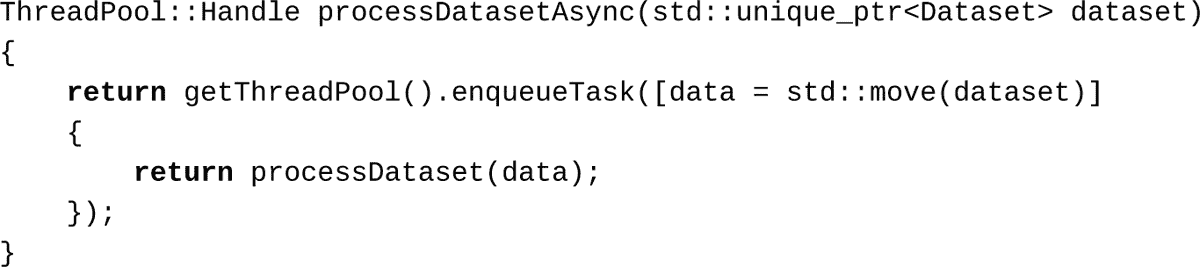 ThreadPool::Handle processDatasetAsync(std::unique_ptr<Dataset> dataset)
{
    return getThreadPool().enqueueTask([data = std::move(dataset)]
    {
        return processDataset(data);
    });
}